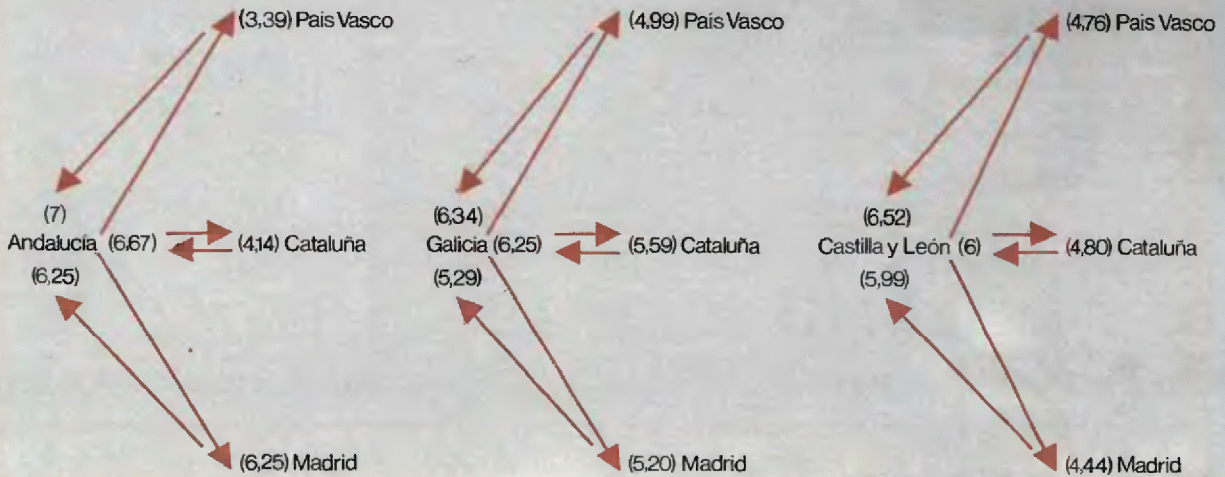 (3,39) País Vasco
(7)
Andalucía (6,67)
(4,14) Cataluña
(6,25)
(6,25) Madrid
(4,99) País Vasco
(6,34)
Galicia (6,25)
(5,59) Cataluña
(5,29)
(5,20) Madrid
(4,76) País Vasco
(6,52)
Castilla y León (6)
(4,80) Cataluña
(5,99)
(4,44) Madrid